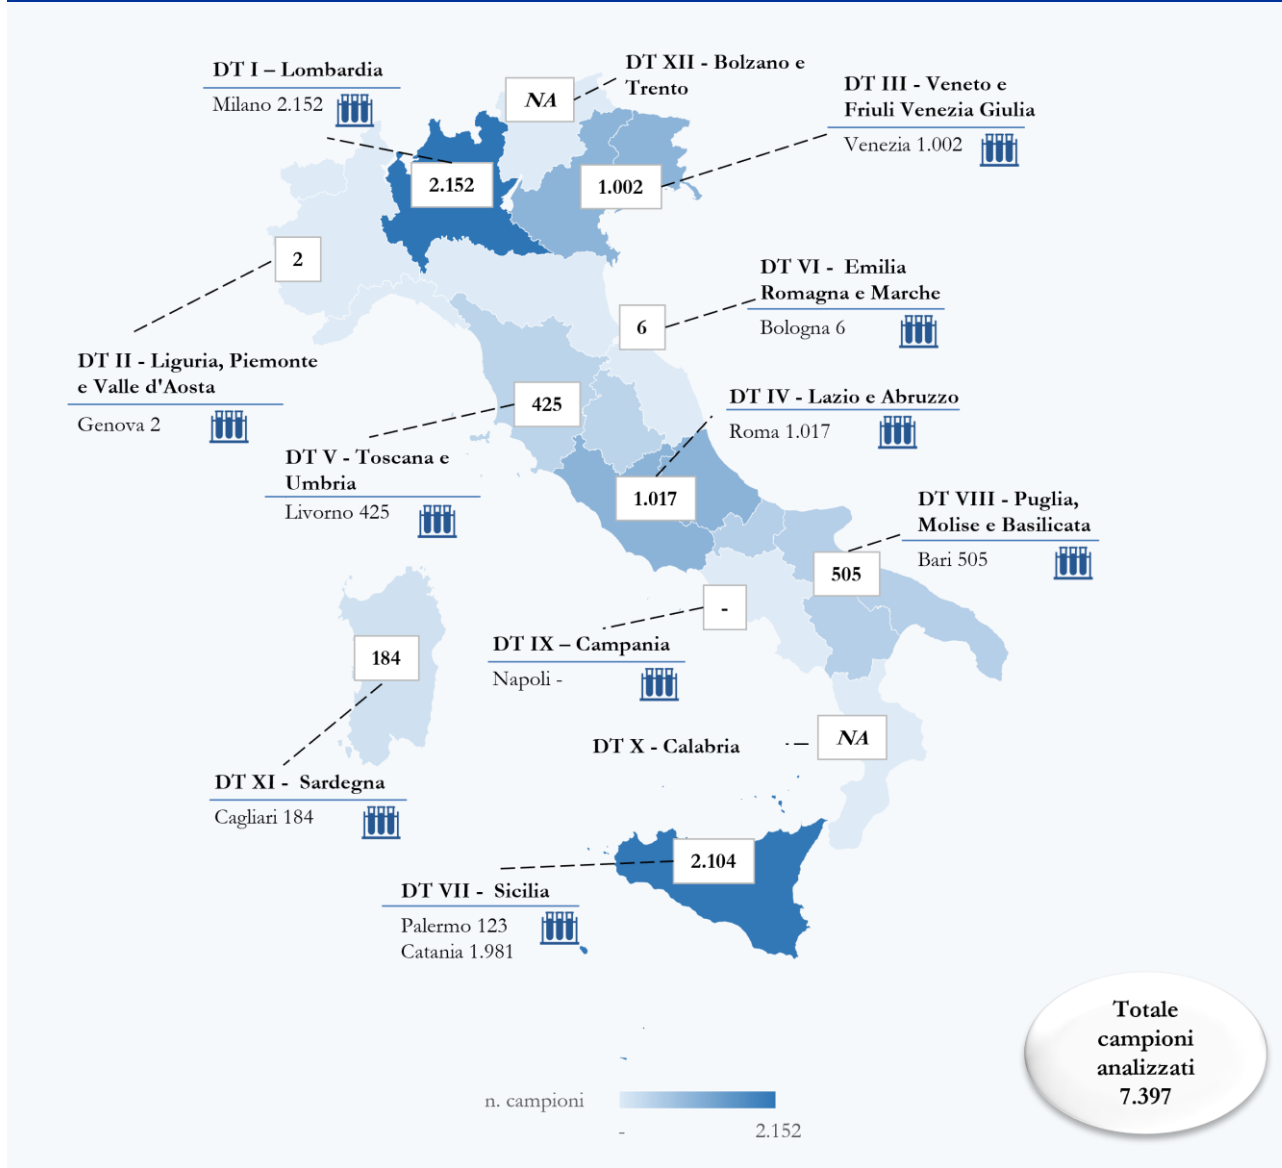 DT I – Lombardia
Milano 2.152
2.152
DT XII - Bolzano e
Trento
NA
DT III - Veneto e
Friuli Venezia Giulia
Venezia 1.002
1.002
2
DT II - Liguria, Piemonte
e Valle d'Aosta
Genova 2
DT VI - Emilia
Romagna e Marche
Bologna 6
6
DT IV - Lazio e Abruzzo
Roma 1.017
1.017
425
DT V - Toscana e
Umbria
Livorno 425
DT VIII - Puglia,
Molise e Basilicata
Bari 505
505
-
DT IX – Campania
Napoli -
184
DT XI - Sardegna
Cagliari 184
DT X - Calabria
NA
2.104
DT VII - Sicilia
Palermo 123
Catania 1.981
Totale
campioni
analizzati
7.397
n. campioni
- 2.152